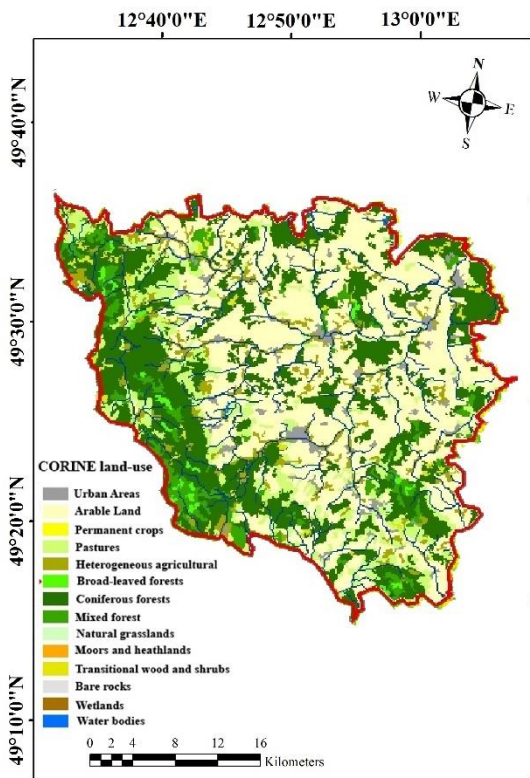 12°40'0"E 12°50'0"E 13°0'0"E
N
W E
S
49°40'0"N
49°30'0"N
49°20'0"N
49°10'0"N
CORINE land-use
Urban Areas
Arable Land
Permanent crops
Pastures
Heterogeneous agricultural
Broad-leaved forests
Coniferous forests
Mixed forest
Natural grasslands
Moors and heathlands
Transitional wood and shrubs
Bare rocks
Wetlands
Water bodies
0 2 4 8 12 16
Kilometers